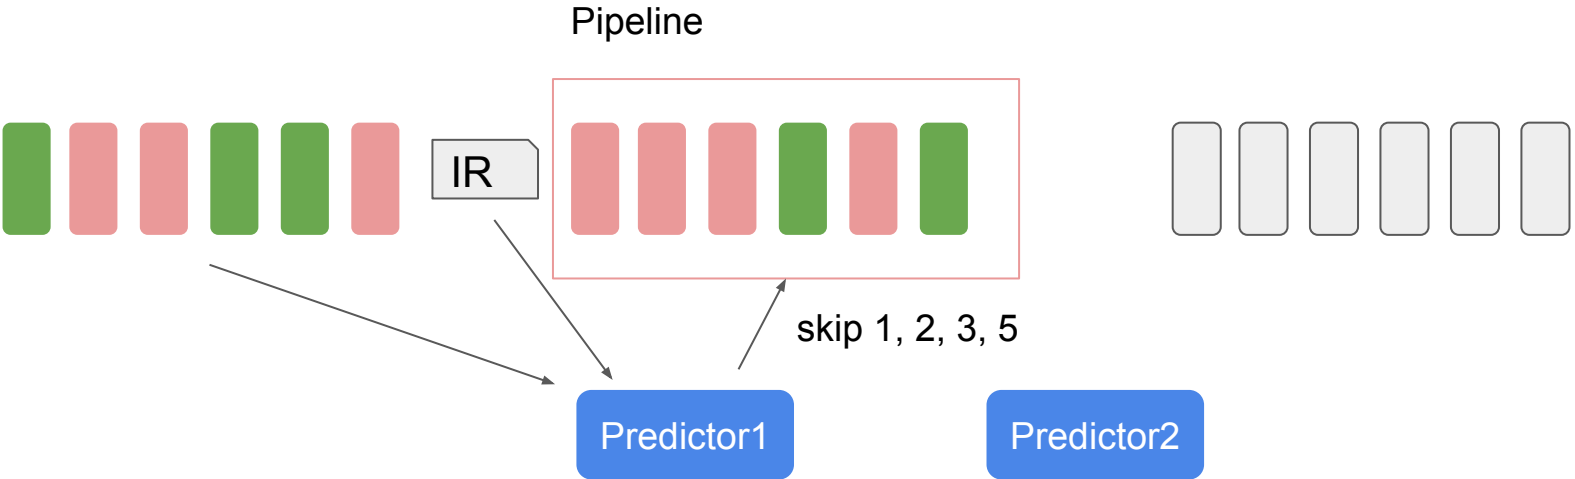 Pipeline
IR
skip 1, 2, 3, 5
Predictor1
Predictor2